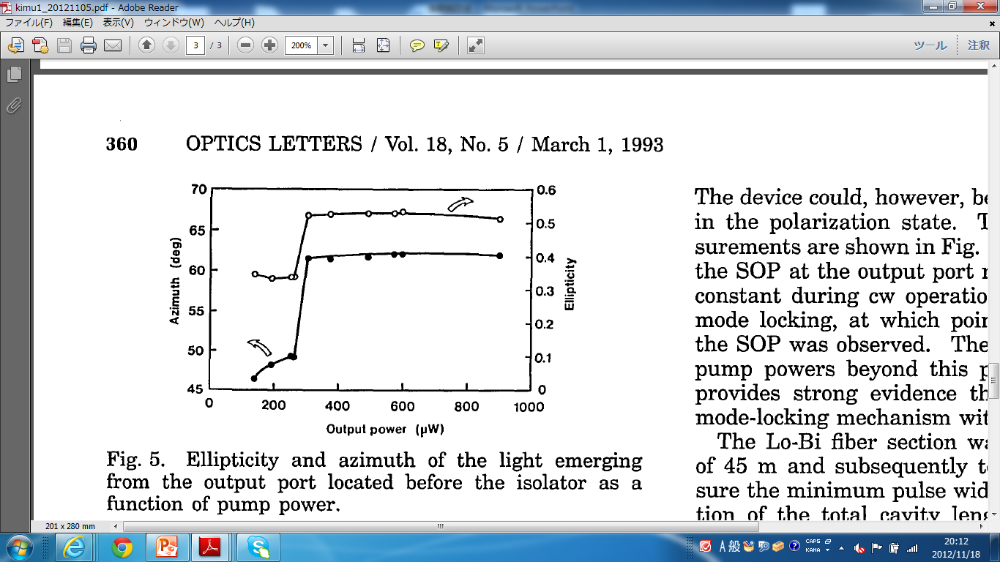 kimu1_20121105.pdf - Adobe Reader
ファイル(F) 編集(E) 表示(V) ウィンドウ(W) ヘルプ(H)
3 / 3 200% ツール 注釈
360 OPTICS LETTERS / Vol. 18, No. 5 / March 1, 1993
70
65
60
55
50
45
Azimuth (deg)
0.6
0.5
0.4
0.3
0.2
0.1
0
Ellipticity
0 200 400 600 800 1000
Output power (µW)
Fig. 5. Ellipticity and azimuth of the light emerging
from the output port located before the isolator as a
function of pump power.
The device could, however, be
in the polarization state.
surements are shown in Fig.
the SOP at the output port
constant during cw operatio
mode locking, at which poin
the SOP was observed. The
pump powers beyond this p
provides strong evidence th
mode-locking mechanism wit
The Lo-Bi fiber section wa
of 45 m and subsequently t
sure the minimum pulse wid
tion of the total cavity leng
201 x 280 mm
A 般 CAPS KANA
20:12
2012/11/18